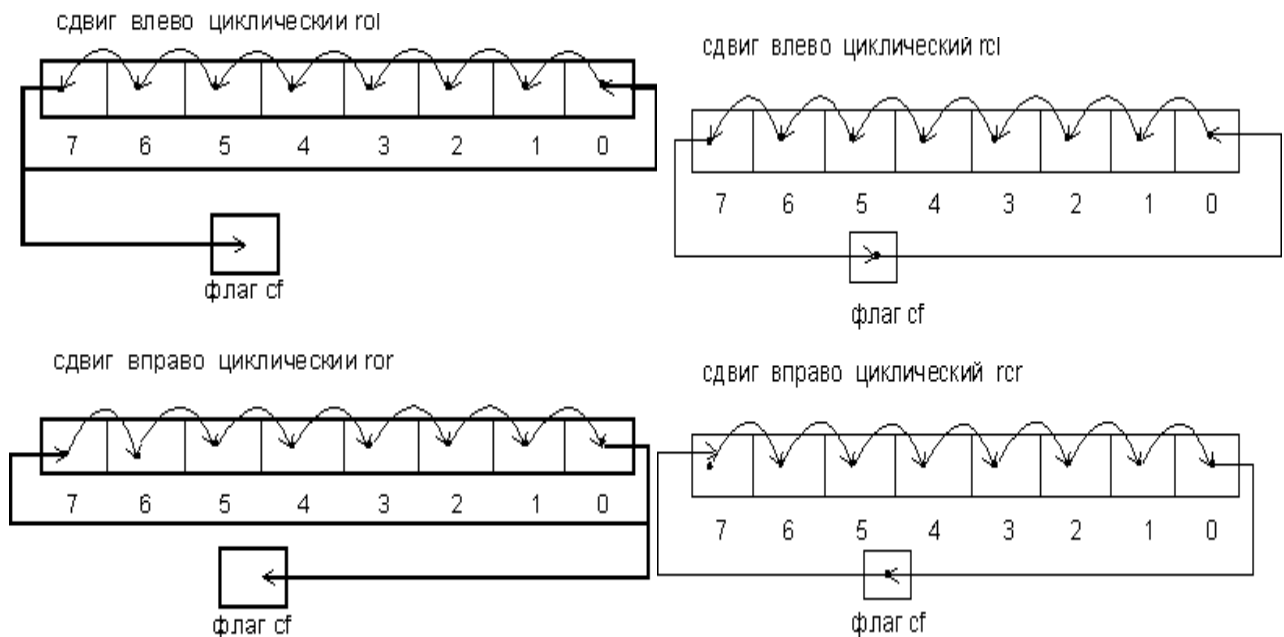 сдвиг влево циклический rol
7 6 5 4 3 2 1 0
флаг cf
сдвиг влево циклический rcl
7 6 5 4 3 2 1 0
флаг cf
сдвиг вправо циклический ror
7 6 5 4 3 2 1 0
флаг cf
сдвиг вправо циклический rcr
7 6 5 4 3 2 1 0
флаг cf